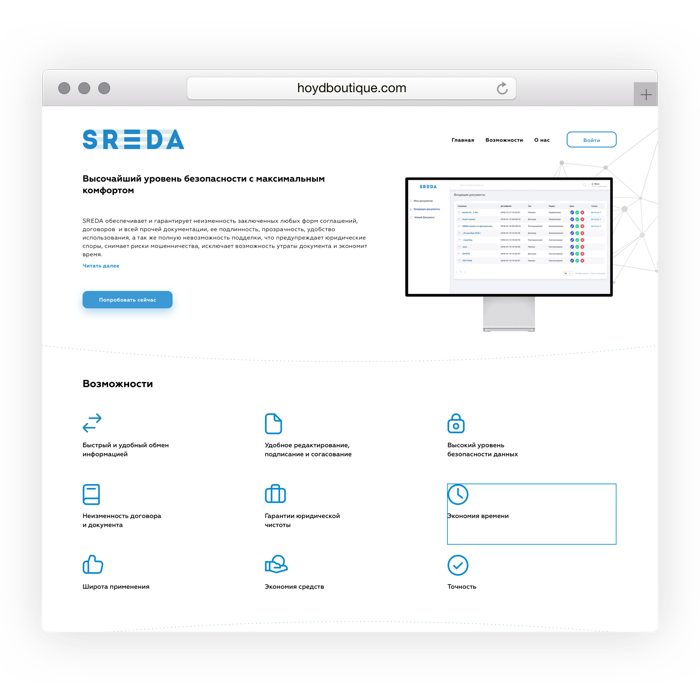 hoydboutique.com
SREDA
Главная Возможности О нас Войти
Высочайший уровень безопасности с максимальным
комфортом
SREDA обеспечивает и гарантирует неизменность заключенных любых форм соглашений,
договоров и всей прочей документации, ее подлинность, прозрачность, удобство
использования, а так же полную невозможность подделки, что предупреждает юридические
споры, снимает риски мошенничества, исключает возможность утраты документа и экономит
время.
Читать далее
Попробовать сейчас
SREDA
Возможности
Быстрый и удобный обмен
информацией
Удобное редактирование,
подписание и согасование
Высокий уровень
безопасности данных
Неизменность договора
и документа
Гарантии юридической
чистоты
Экономия времени
Широта применения
Экономия средств
Точность